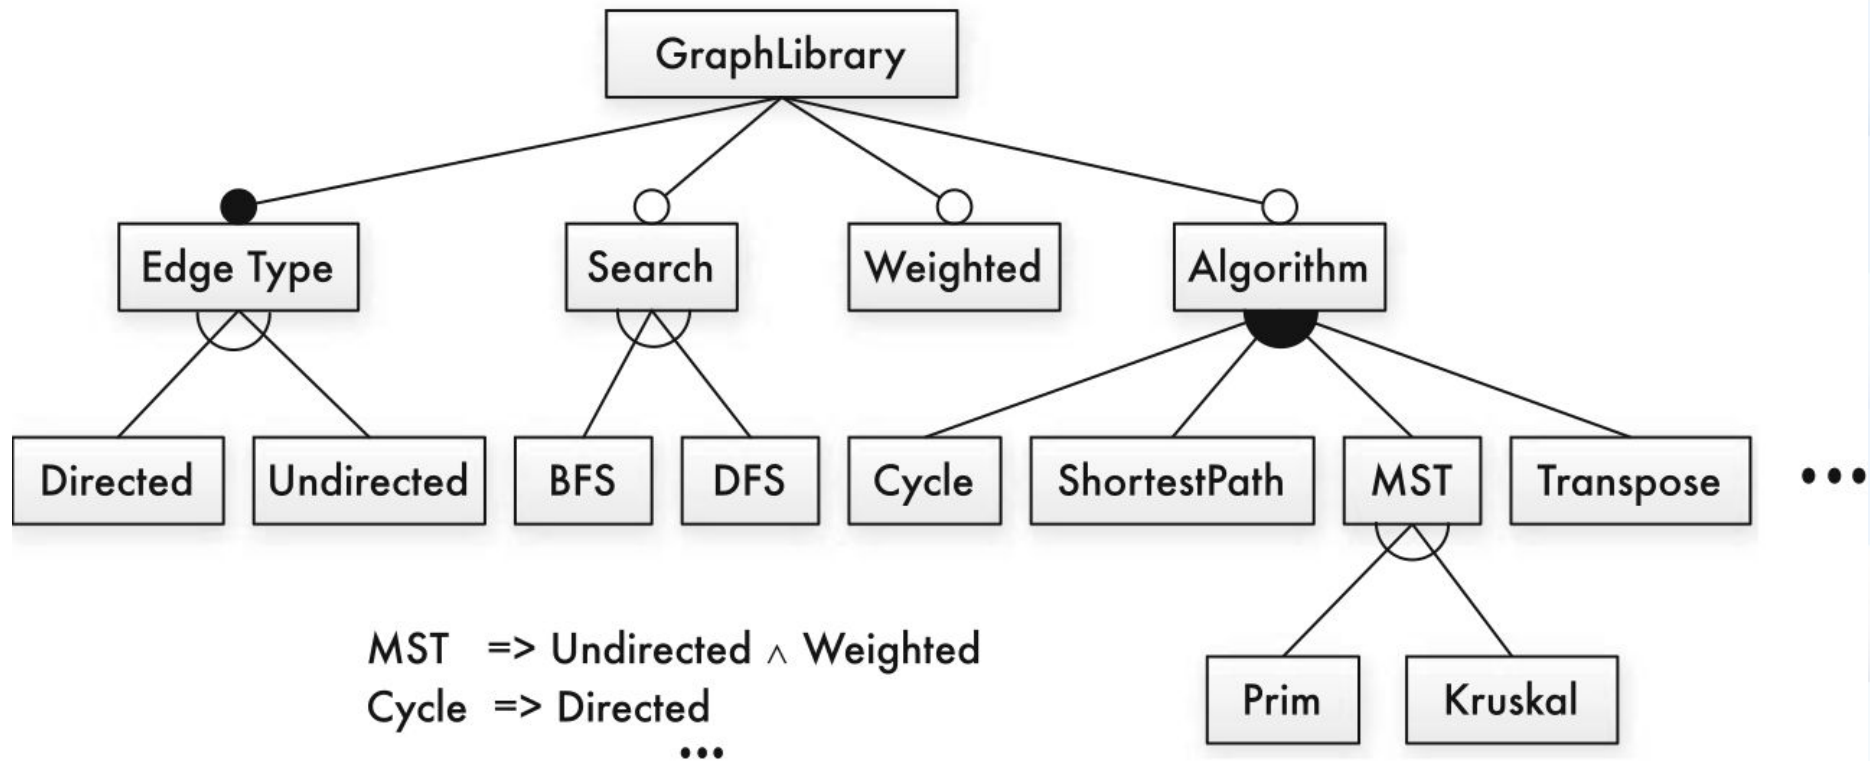 GraphLibrary
Edge Type
Search
Weighted
Algorithm
Directed
Undirected
BFS
DFS
Cycle
ShortestPath
MST
Transpose
•••
MST => Undirected ∧ Weighted
Cycle => Directed
•••
Prim
Kruskal